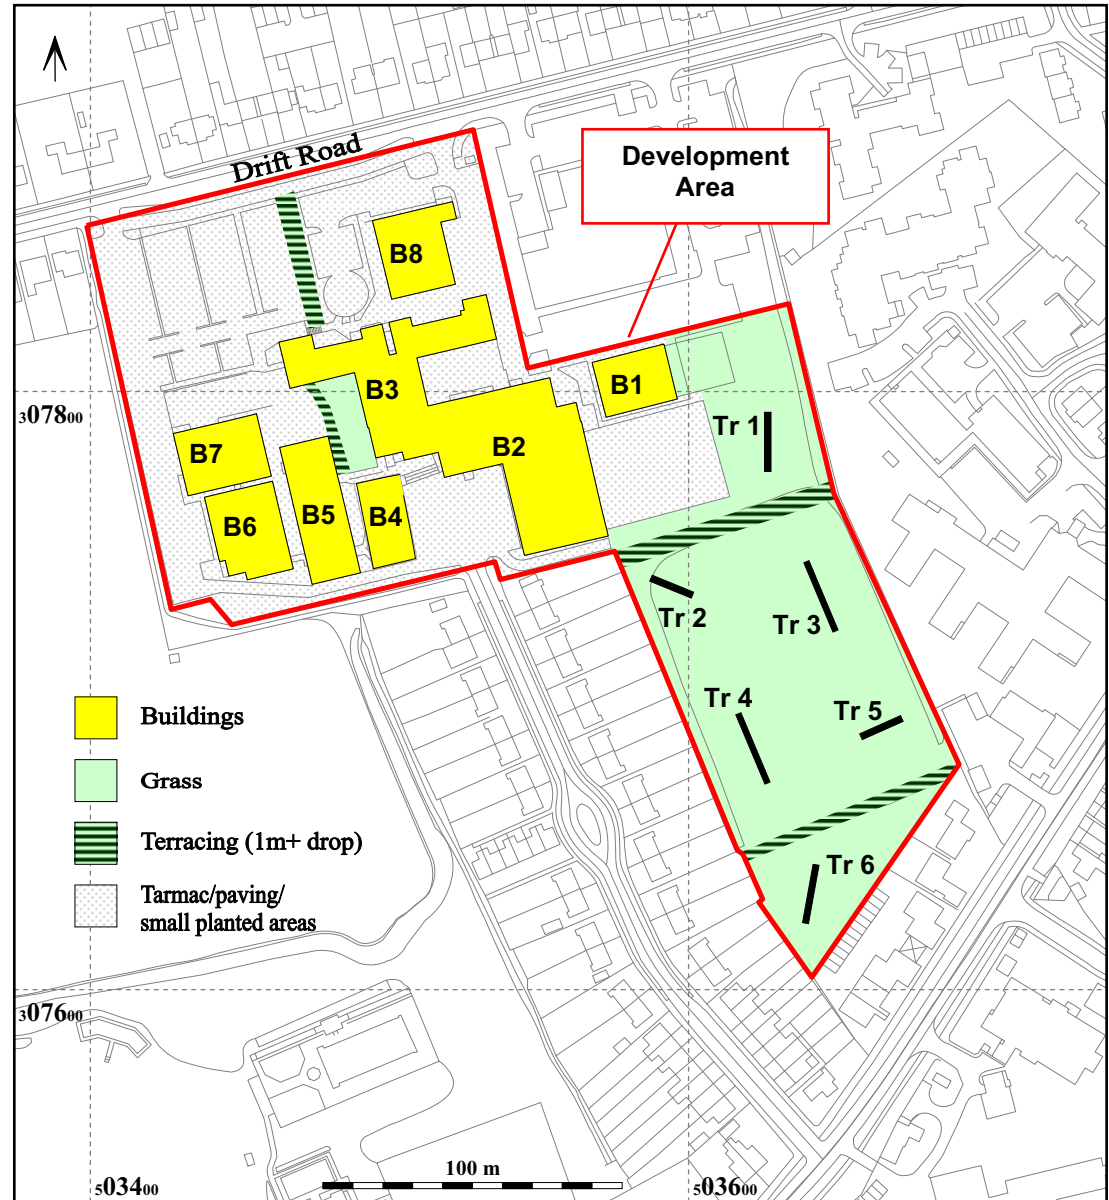 Drift Road
Development
Area
B8
B3
B1
307800
Tr 1
B7
B2
B5
B4
B6
Tr 2
Tr 3
Tr 4
Tr 5
Buildings
Grass
Terracing (1m+ drop)
Tarmac/paving/
small planted areas
Tr 6
307600
100 m
503400
503600